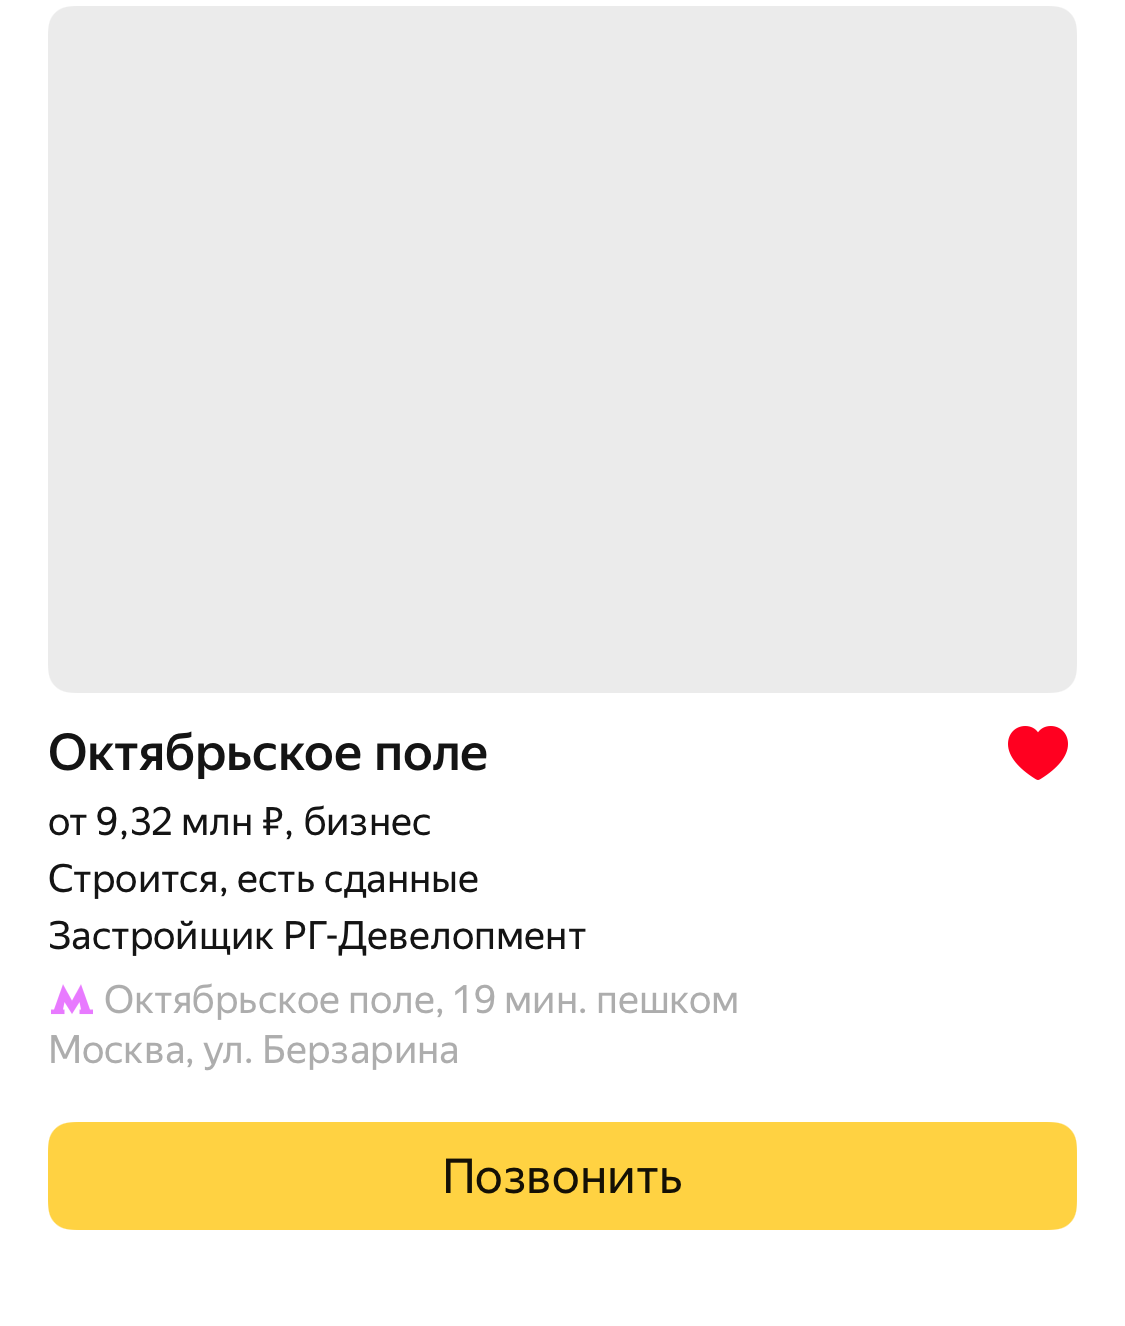 Октябрьское поле
от 9,32 млн ₽, бизнес
Строится, есть сданные
Застройщик РГ-Девелопмент
Октябрьское поле, 19 мин. пешком
Москва, ул. Берзарина
Позвонить